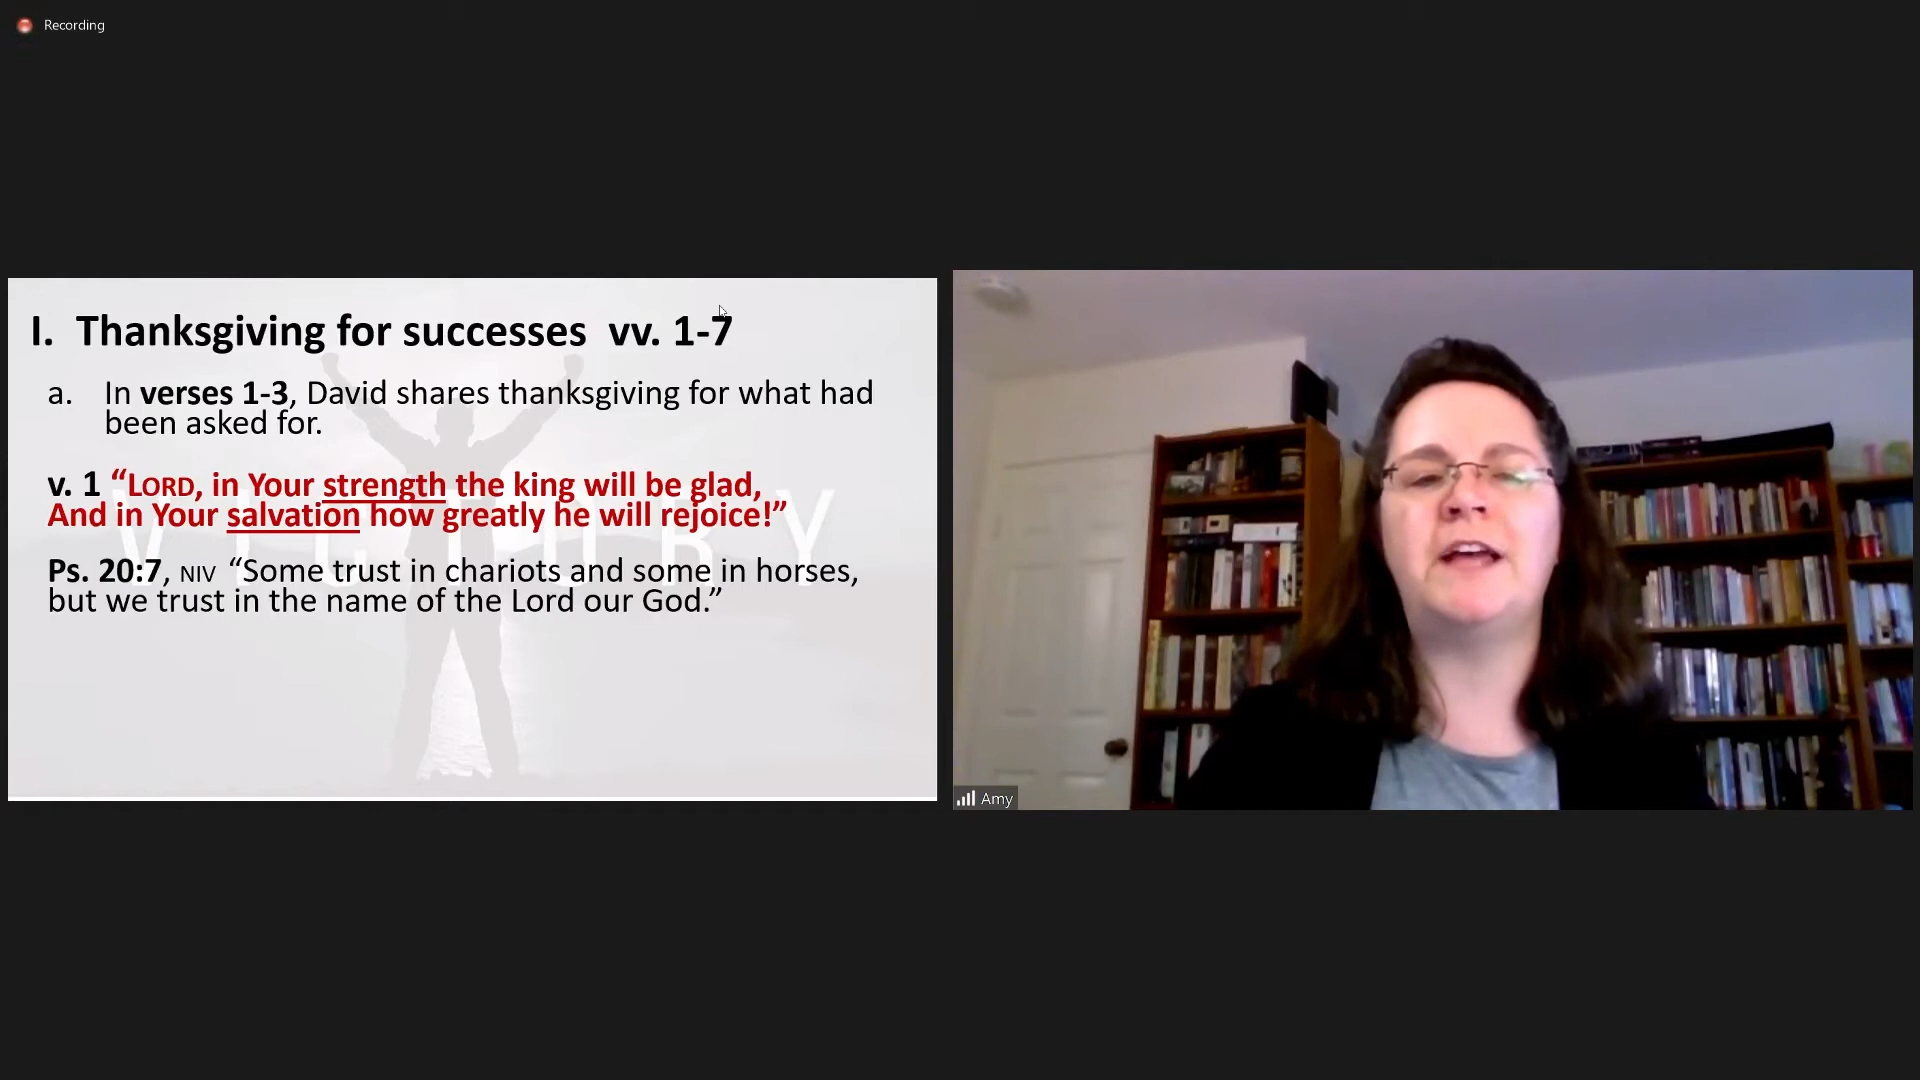 Recording
I. Thanksgiving for successes vv. 1-7
a. In verses 1-3, David shares thanksgiving for what had
been asked for.
v. 1 “LORD, in Your strength the king will be glad,
And in Your salvation how greatly he will rejoice!”
Ps. 20:7, NIV “Some trust in chariots and some in horses,
but we trust in the name of the Lord our God.”
VICTORY
Amy